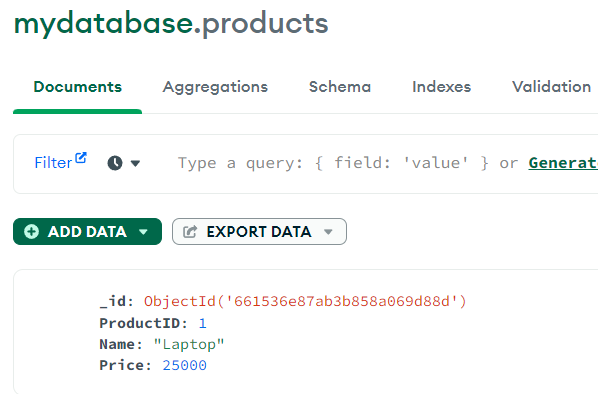 mydatabase.products
Documents Aggregations Schema Indexes Validation
Filter Type a query: { field: 'value' } or Generat
ADD DATA EXPORT DATA
_id: ObjectId('661536e87ab3b858a069d88d')
ProductID: 1
Name: "Laptop"
Price: 25000